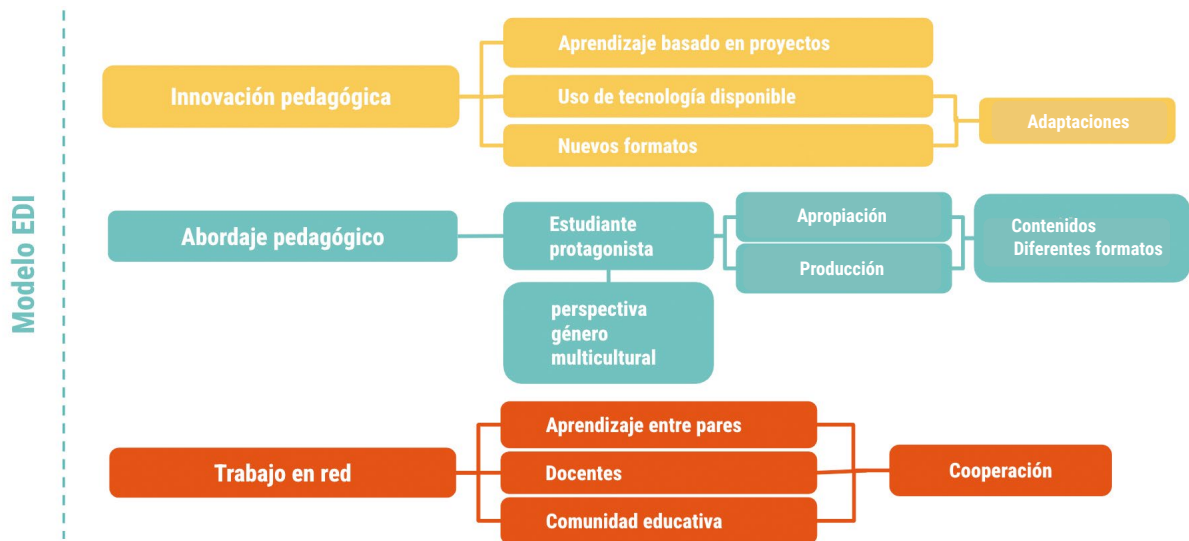 Modelo EDI
Innovación pedagógica
Aprendizaje basado en proyectos
Uso de tecnología disponible
Nuevos formatos
Adaptaciones
Abordaje pedagógico
Estudiante
protagonista
perspectiva
género
multicultural
Apropiación
Producción
Contenidos
Diferentes formatos
Trabajo en red
Aprendizaje entre pares
Docentes
Comunidad educativa
Cooperación